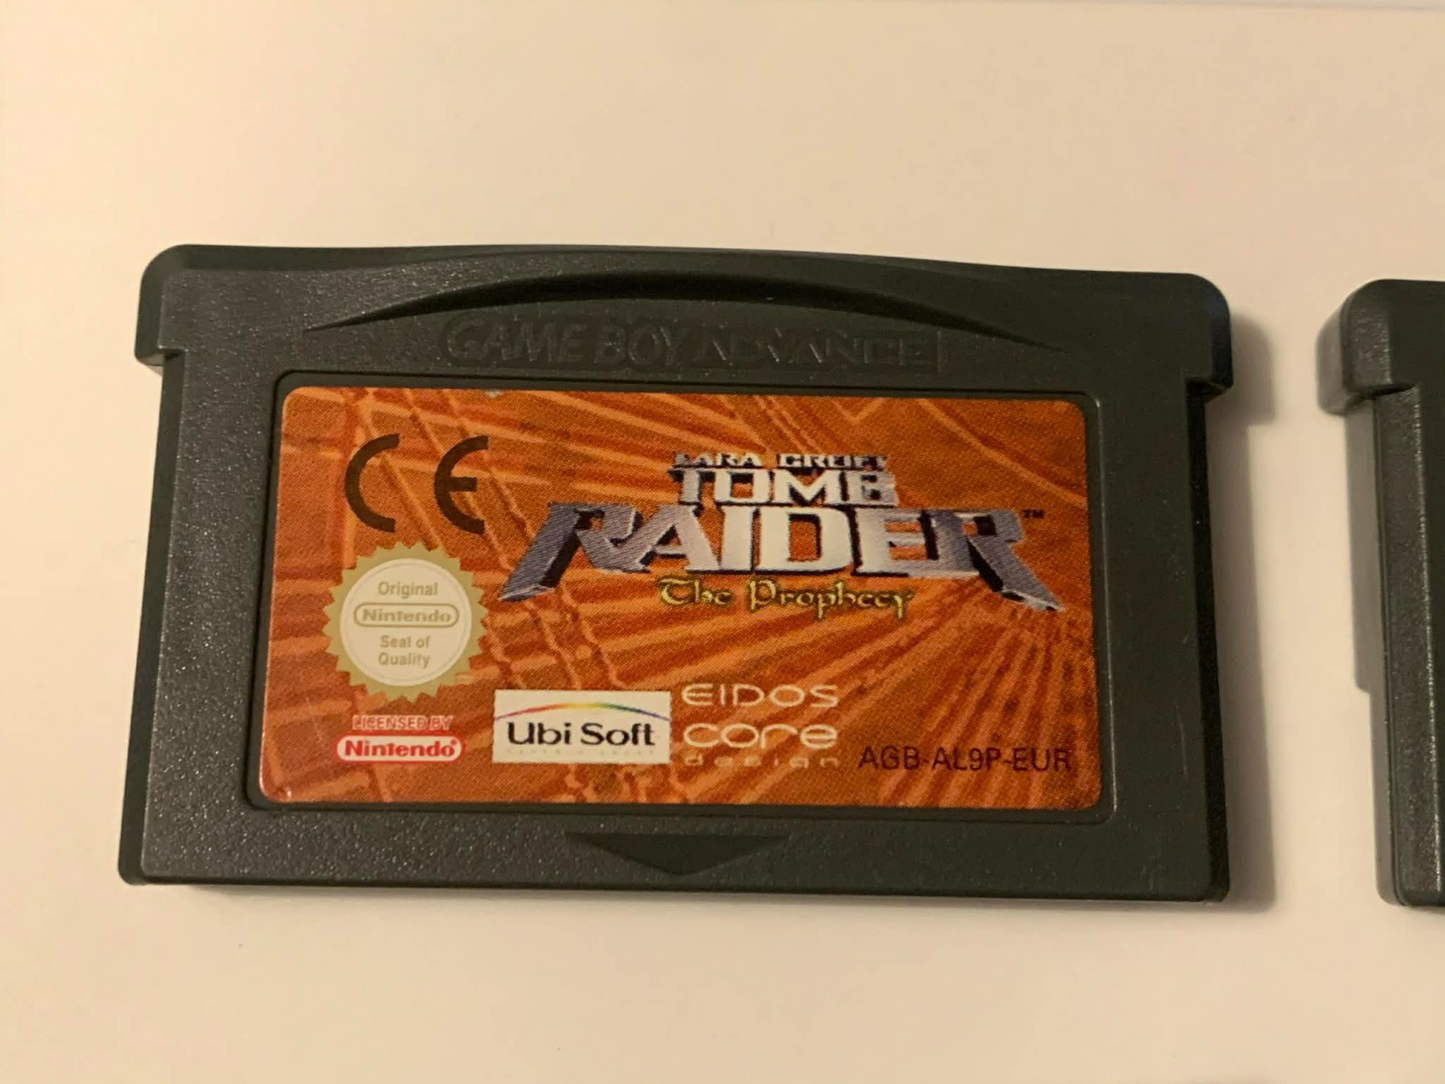 GAME BOY ADVANCE
CE
LARA CROFT
TOMB
RAIDER™
The Prophecy
Original
Nintendo
Seal of
Quality
LICENSED BY
Nintendo®
Ubi Soft
EIDOS
core
design
AGB-AL9P-EUR